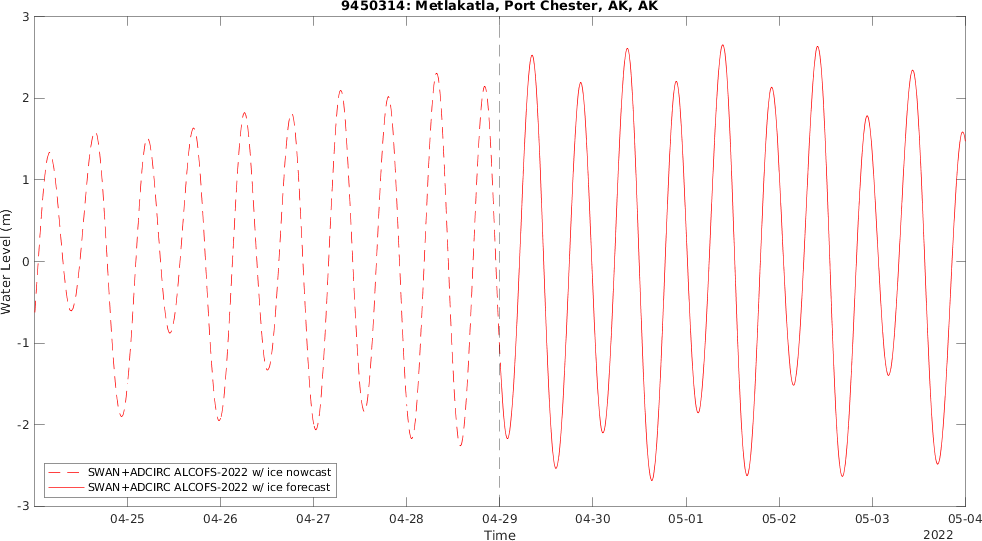 9450314: Metlakatla, Port Chester, AK, AK
Water Level (m)
3
2
1
0
-1
-2
-3
SWAN+ADCIRC ALCOFS-2022 w/ ice nowcast
SWAN+ADCIRC ALCOFS-2022 w/ ice forecast
04-25 04-26 04-27 04-28 04-29 04-30 05-01 05-02 05-03 05-04
Time
2022